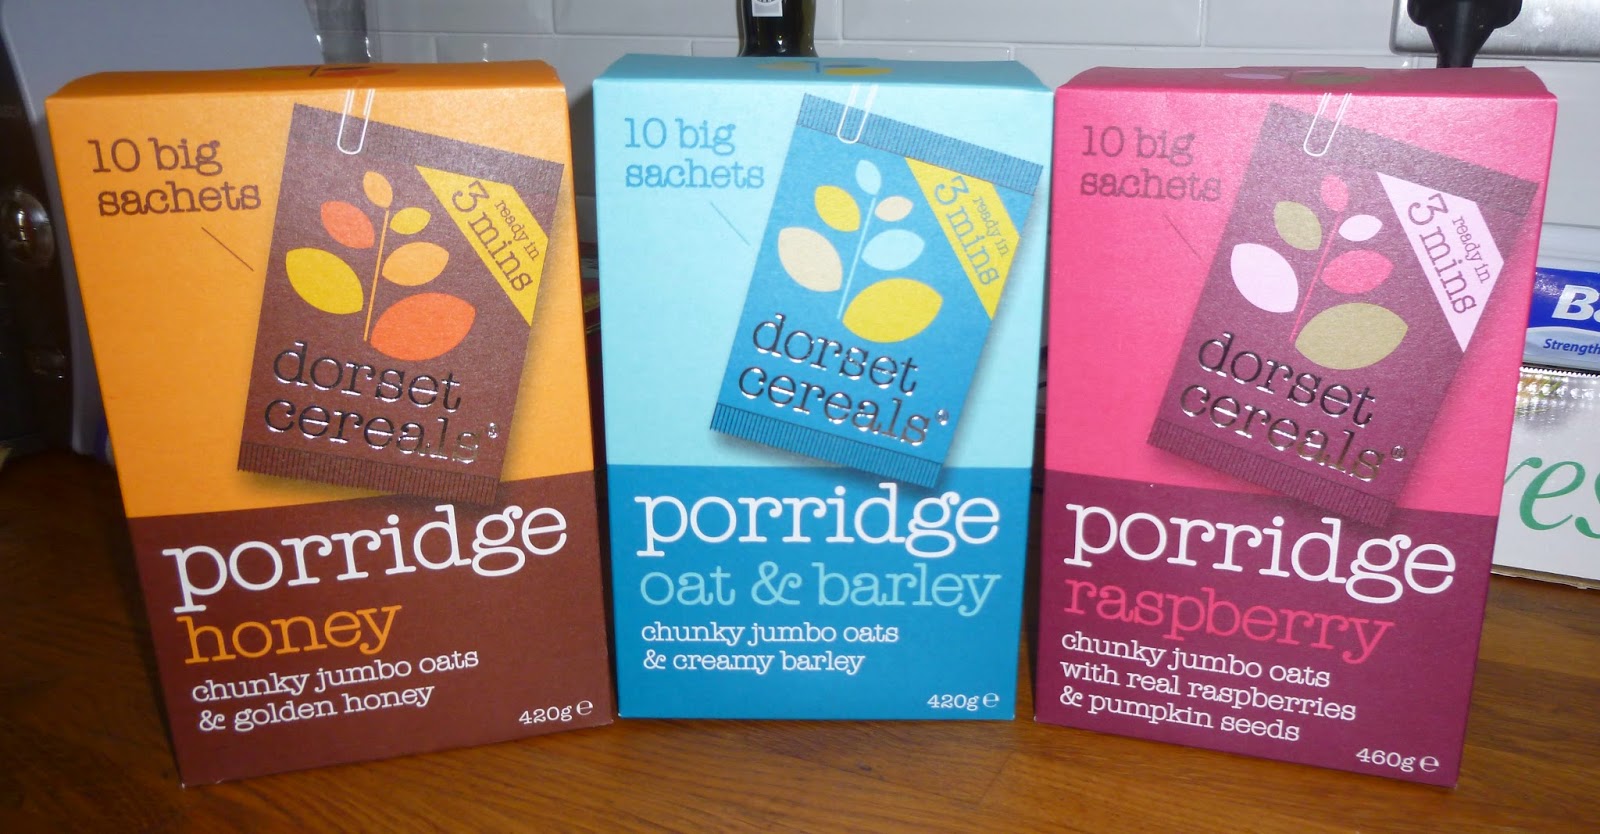 10 big
sachets
ready in
3 mins
dorset
cereals®
porridge
honey
chunky jumbo oats
& golden honey
420g ℮
10 big
sachets
ready in
3 mins
dorset
cereals®
porridge
oat & barley
chunky jumbo oats
& creamy barley
420g ℮
10 big
sachets
ready in
3 mins
dorset
cereals®
porridge
raspberry
chunky jumbo oats
with real raspberries
& pumpkin seeds
460g ℮
Strength